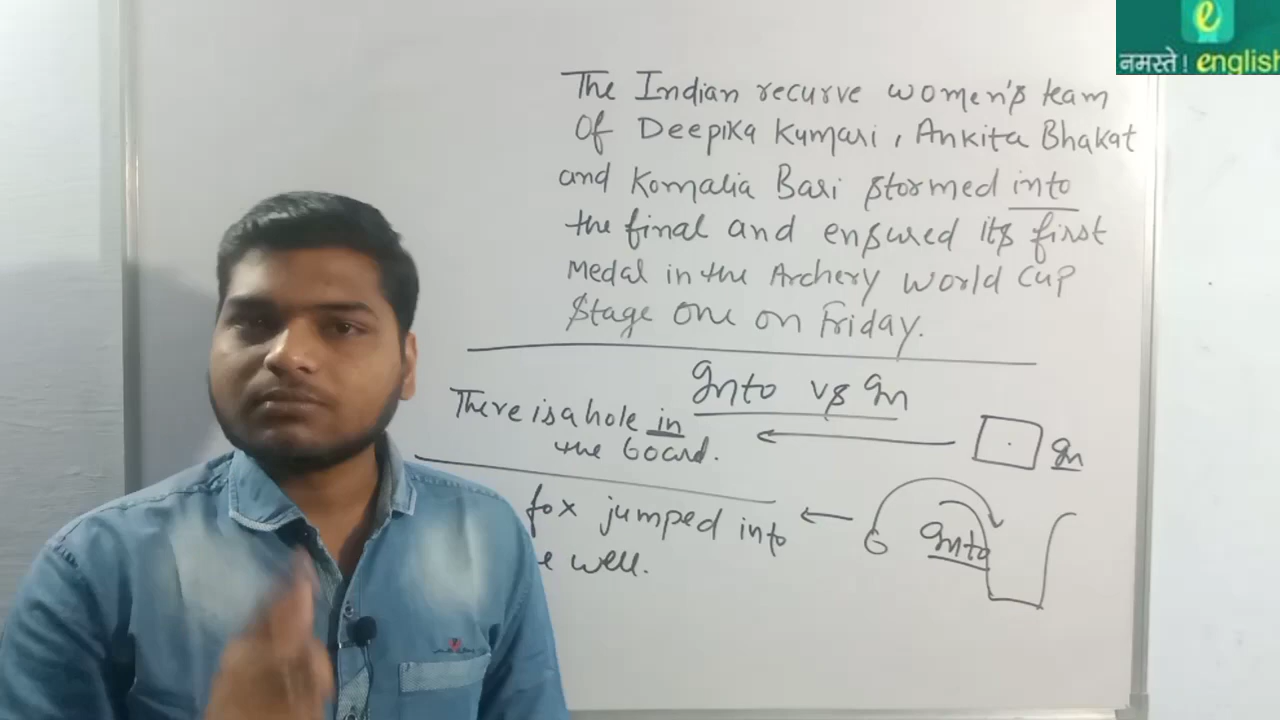 e
नमस्ते ! english
The Indian recurve women's team
Of Deepika Kumari, Ankita Bhakat
and Komalia Bari stormed into
the final and ensured its first
Medal in the Archery World Cup
Stage One on Friday.
Into vs In
There is a hole in
the board.
In
fox jumped into
well.
Into